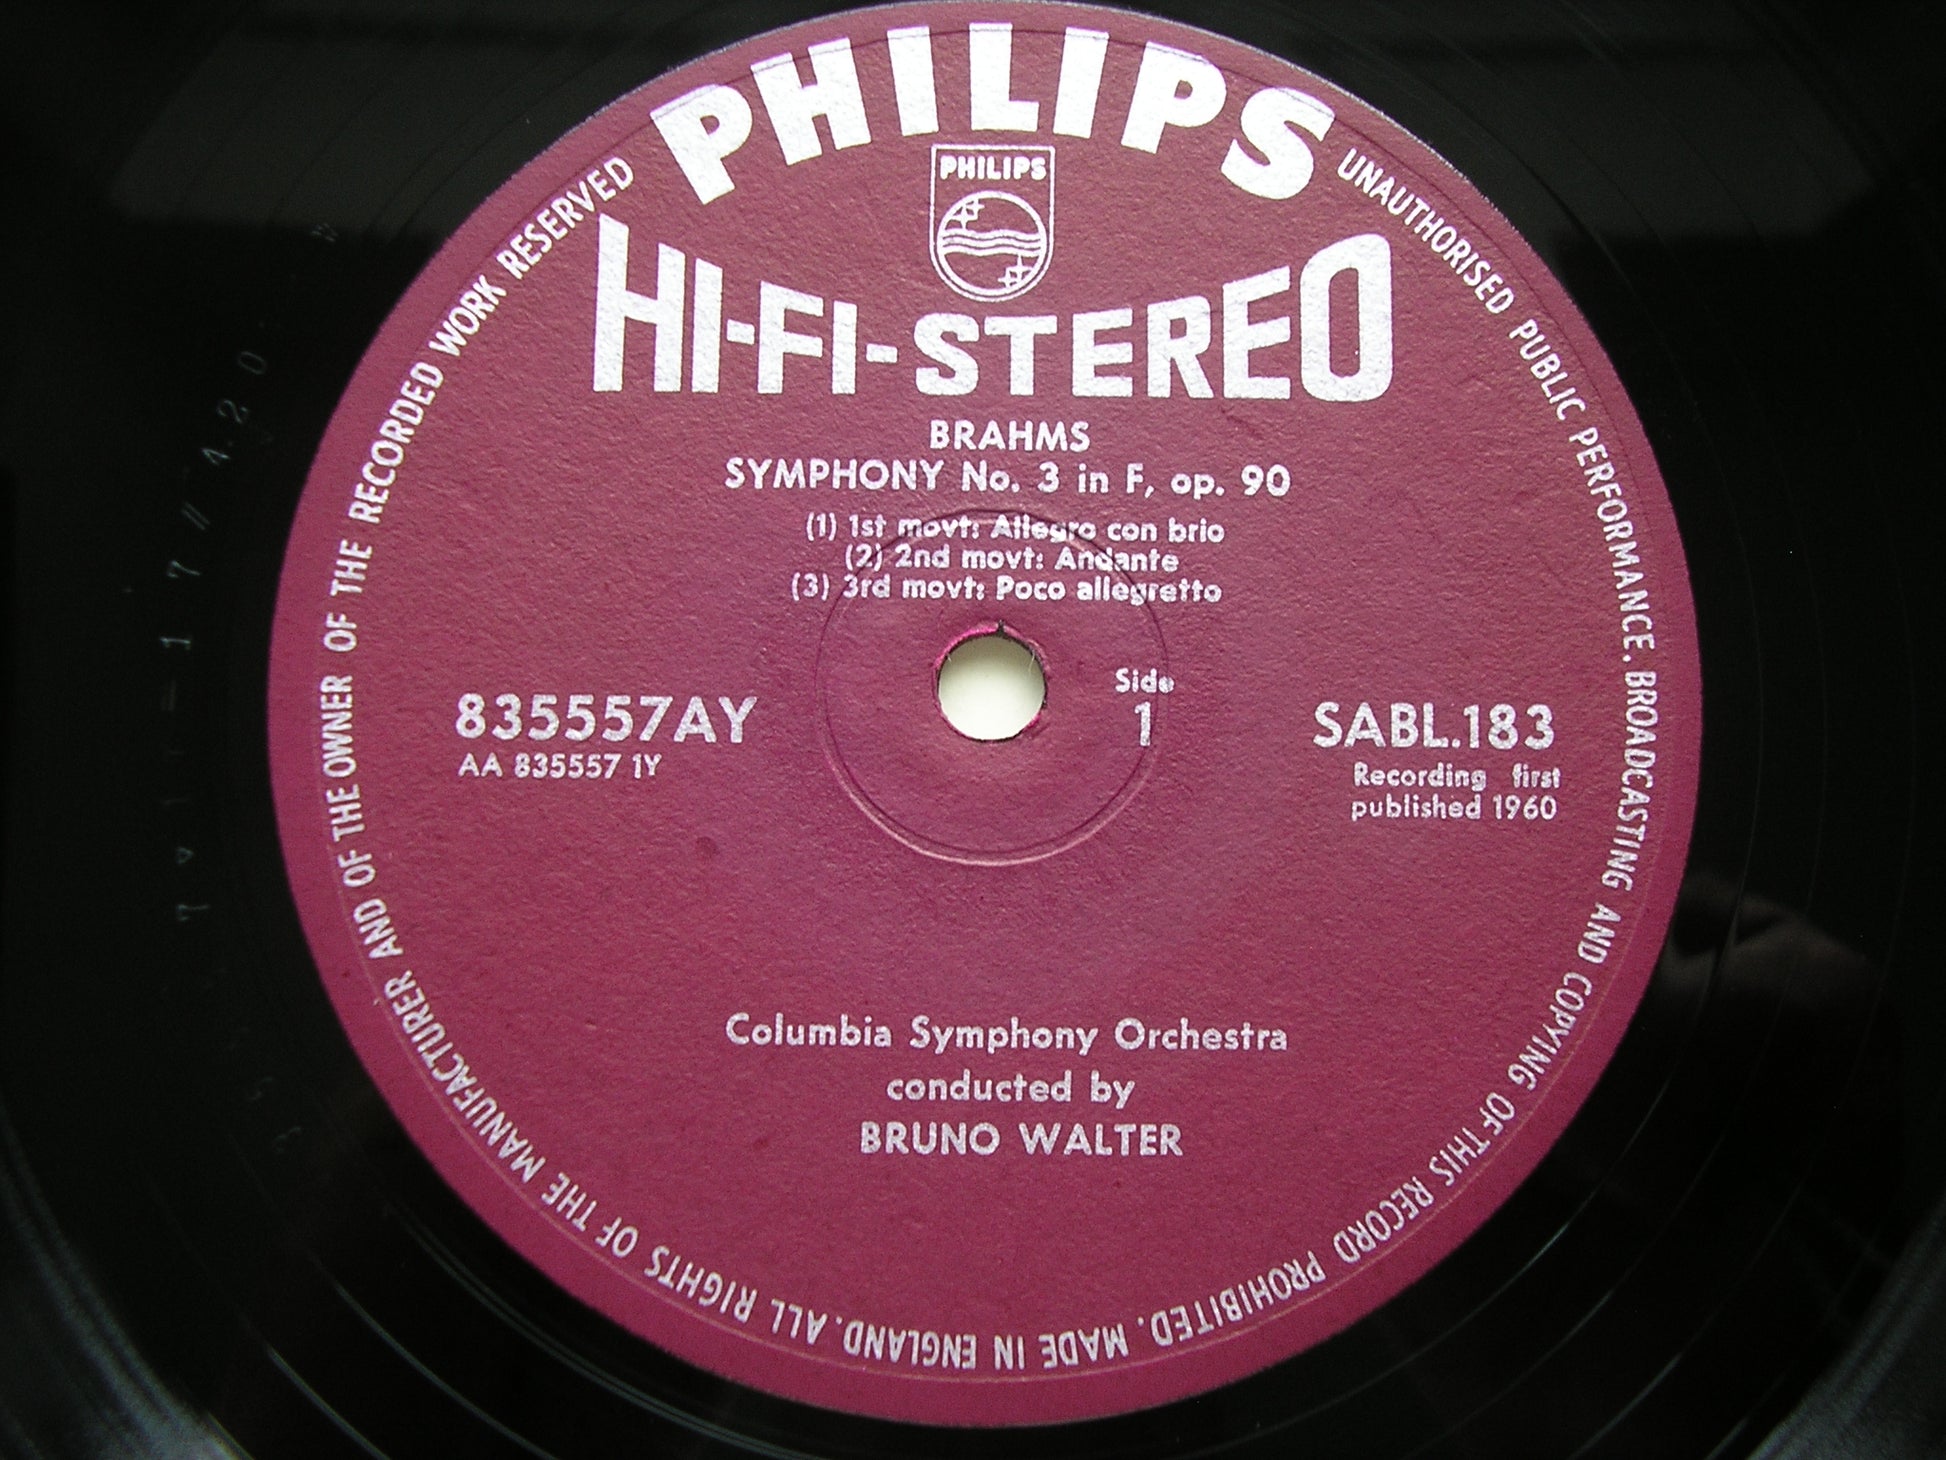 PHILIPS
PHILIPS
HI-FI-STEREO
BRAHMS
SYMPHONY No. 3 in F, op. 90
(1) 1st movt: Allegro con brio
(2) 2nd movt: Andante
(3) 3rd movt: Poco allegretto
Side
1
835557AY
AA 835557 1Y
SABL.183
Recording first
published 1960
Columbia Symphony Orchestra
conducted by
BRUNO WALTER
ALL RIGHTS OF THE MANUFACTURER AND OF THE OWNER OF THE RECORDED WORK RESERVED
UNAUTHORISED PUBLIC PERFORMANCE. BROADCASTING AND COPYING OF THIS RECORD PROHIBITED. MADE IN ENGLAND.